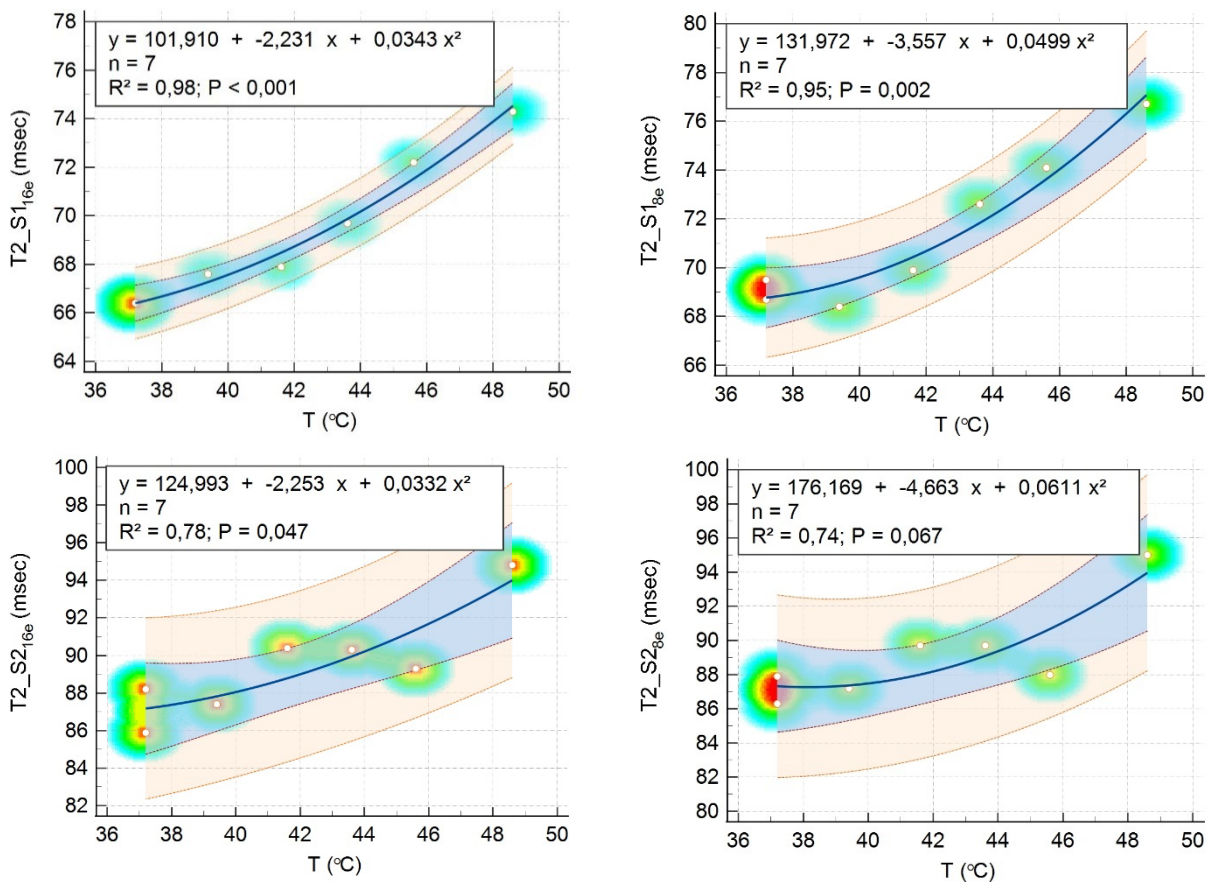 78
76
74
72
70
68
66
64
T2_S1₁₆ₑ (msec)
y = 101,910 + -2,231 x + 0,0343 x²
n = 7
R² = 0,98; P < 0,001
36 38 40 42 44 46 48 50
T (°C)
82
80
78
76
74
72
70
68
66
T2_S1₈ₑ (msec)
y = 131,972 + -3,557 x + 0,0499 x²
n = 7
R² = 0,95; P = 0,002
36 38 40 42 44 46 48 50
T (°C)
100
98
96
94
92
90
88
86
84
82
T2_S2₁₆ₑ (msec)
y = 124,993 + -2,253 x + 0,0332 x²
n = 7
R² = 0,78; P = 0,047
36 38 40 42 44 46 48 50
T (°C)
100
98
96
94
92
90
88
86
84
82
80
T2_S2₈ₑ (msec)
y = 176,169 + -4,663 x + 0,0611 x²
n = 7
R² = 0,74; P = 0,067
36 38 40 42 44 46 48 50
T (°C)